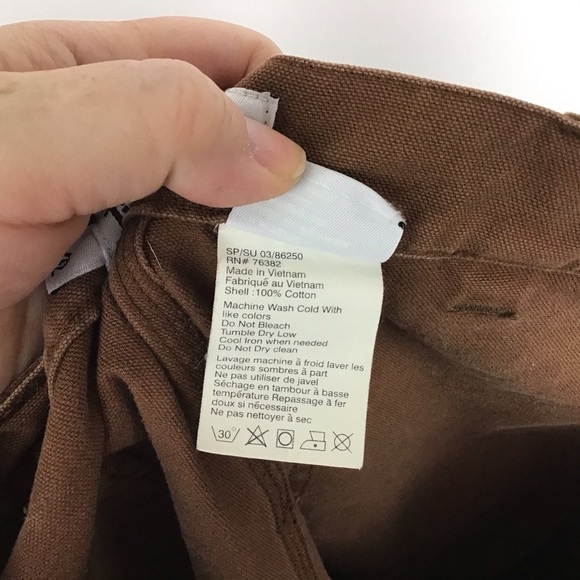 SP/SU 03/86250
RN# 76382
Made in Vietnam
Fabriqué au Vietnam
Shell :100% Cotton
Machine Wash Cold With
like colors
Do Not Bleach
Tumble Dry Low
Cool Iron when needed
Do Not Dry clean
Lavage machine à froid laver les
couleurs sombres à part
Ne pas utiliser de javel
Séchage en tambour à basse
température Repassage à fer
doux si nécessaire
Ne pas nettoyer à sec
30°